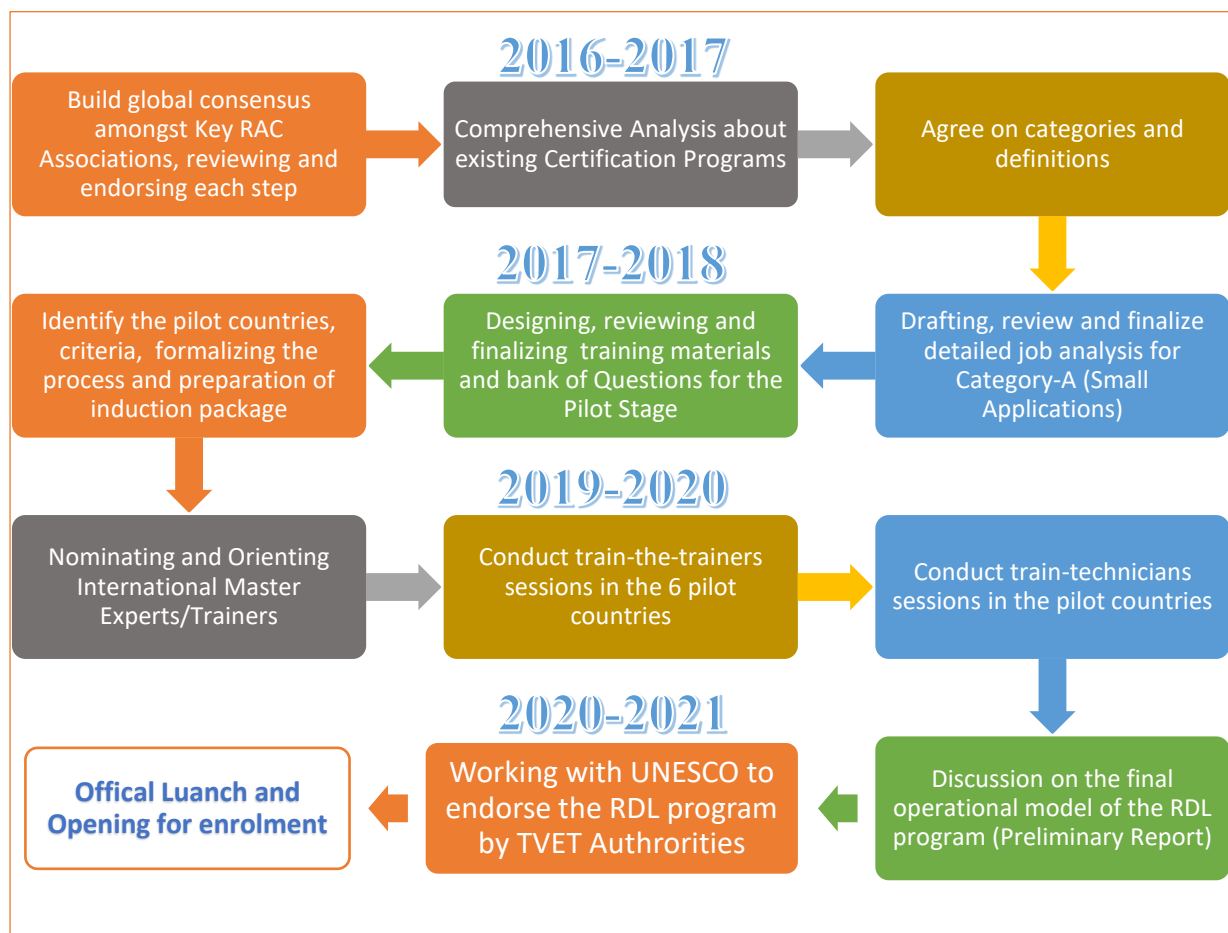 2016-2017
Build global consensus
amongst Key RAC
Associations, reviewing and
endorsing each step
Comprehensive Analysis about
existing Certification Programs
Agree on categories and
definitions
2017-2018
Drafting, review and finalize
detailed job analysis for
Category-A (Small
Applications)
Designing, reviewing and
finalizing training materials
and bank of Questions for the
Pilot Stage
Identify the pilot countries,
criteria, formalizing the
process and preparation of
induction package
2019-2020
Nominating and Orienting
International Master
Experts/Trainers
Conduct train-the-trainers
sessions in the 6 pilot
countries
Conduct train-technicians
sessions in the pilot countries
2020-2021
Discussion on the final
operational model of the RDL
program (Preliminary Report)
Working with UNESCO to
endorse the RDL program
by TVET Authrorities
Offical Luanch and
Opening for enrolment